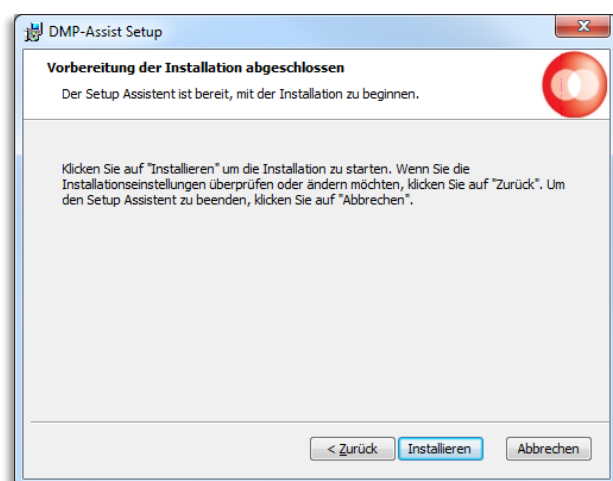 DMP-Assist Setup
Vorbereitung der Installation abgeschlossen
Der Setup Assistent ist bereit, mit der Installation zu beginnen.
Klicken Sie auf "Installieren" um die Installation zu starten. Wenn Sie die
Installationseinstellungen überprüfen oder ändern möchten, klicken Sie auf "Zurück". Um
den Setup Assistent zu beenden, klicken Sie auf "Abbrechen".
< Zurück Installieren Abbrechen